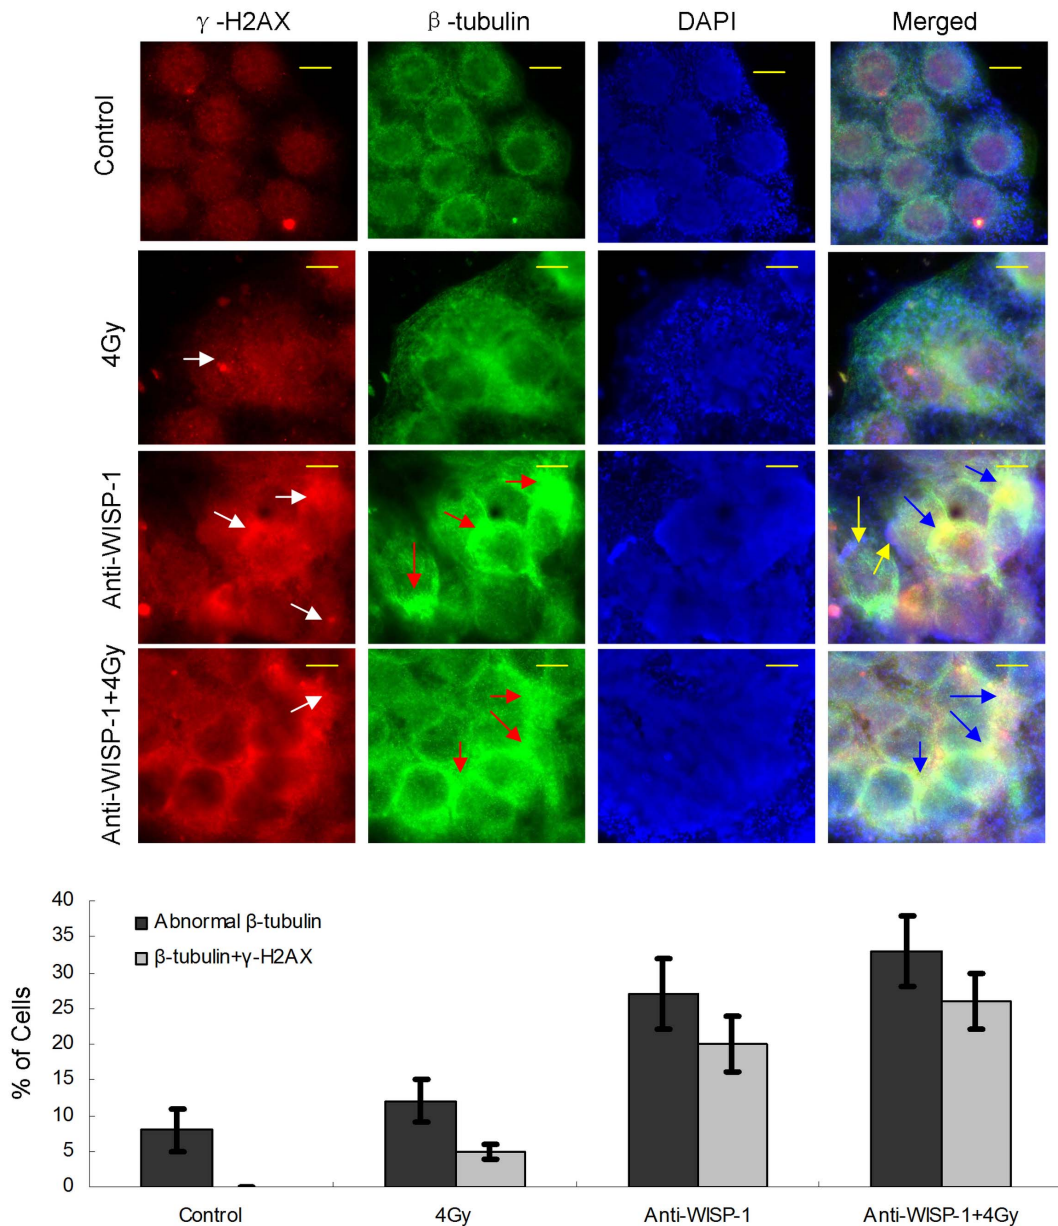 γ -H2AX
β -tubulin
DAPI
Merged
Control
4Gy
Anti-WISP-1
Anti-WISP-1+4Gy
% of Cells
40
35
30
25
20
15
10
5
0
Abnormal β-tubulin
β-tubulin+γ-H2AX
Control
4Gy
Anti-WISP-1
Anti-WISP-1+4Gy